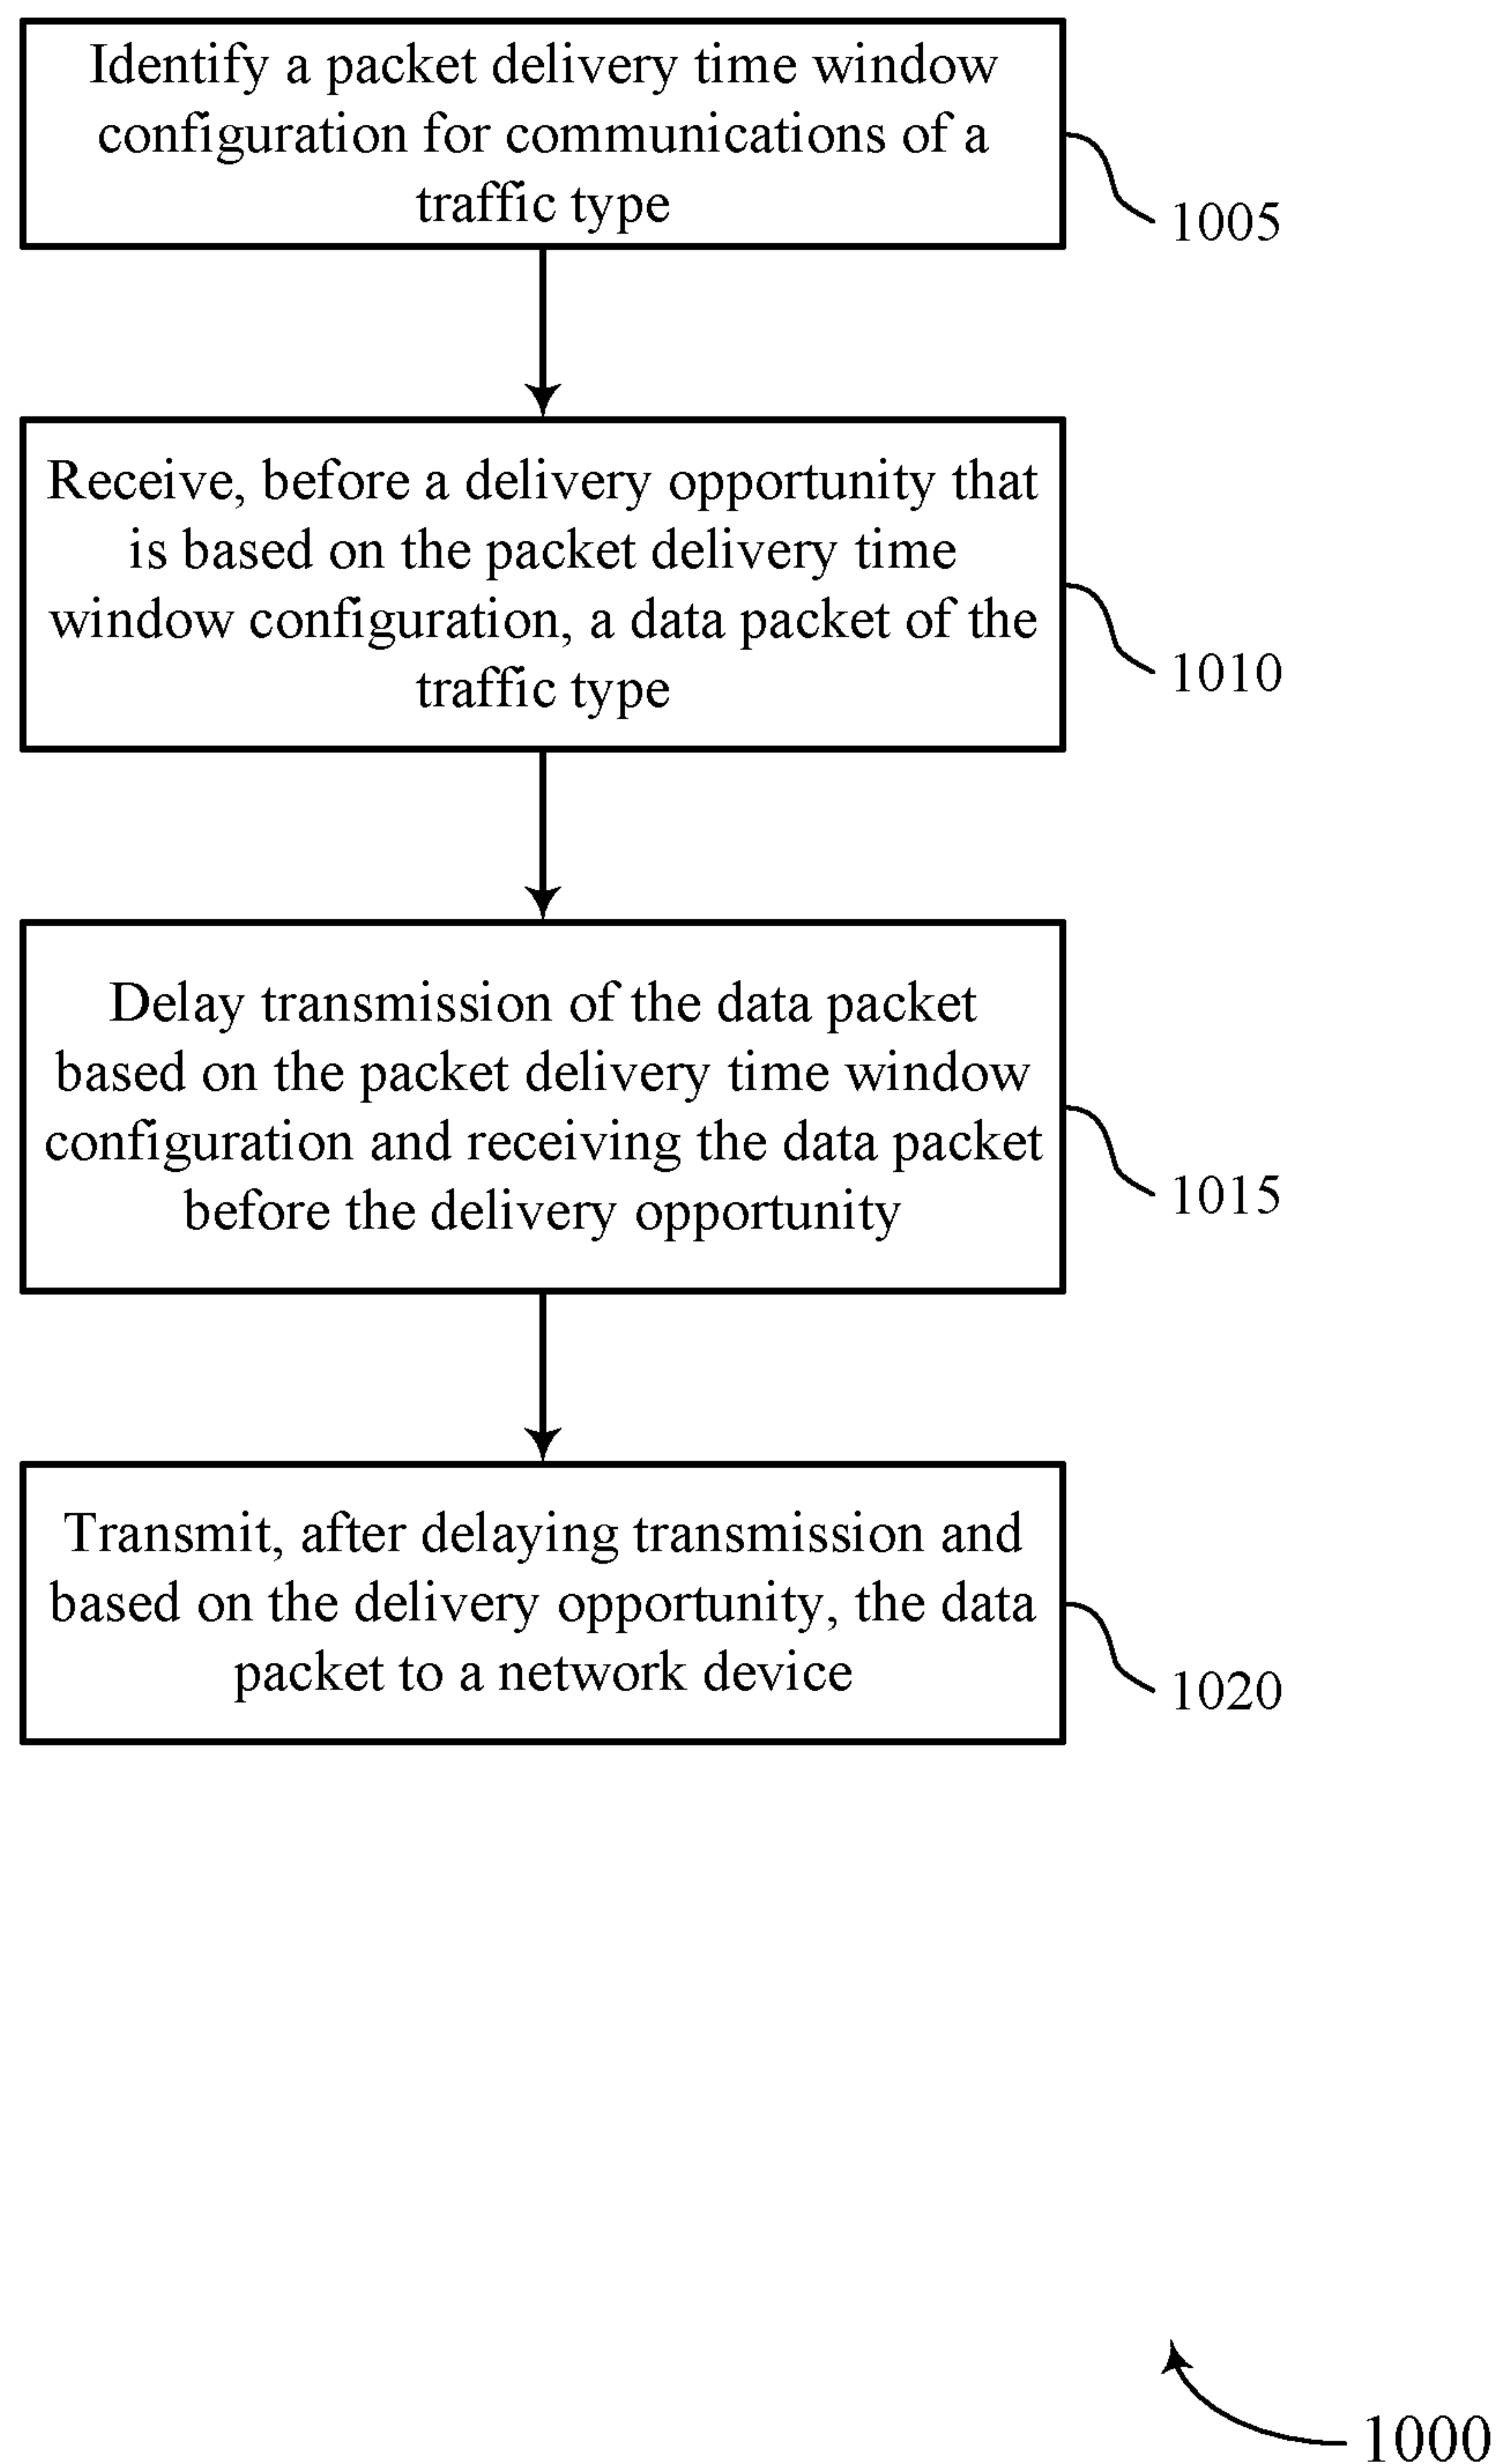 Identify a packet delivery time window
configuration for communications of a
traffic type
1005
Receive, before a delivery opportunity that
is based on the packet delivery time
window configuration, a data packet of the
traffic type
1010
Delay transmission of the data packet
based on the packet delivery time window
configuration and receiving the data packet
before the delivery opportunity
1015
Transmit, after delaying transmission and
based on the delivery opportunity, the data
packet to a network device
1020
1000